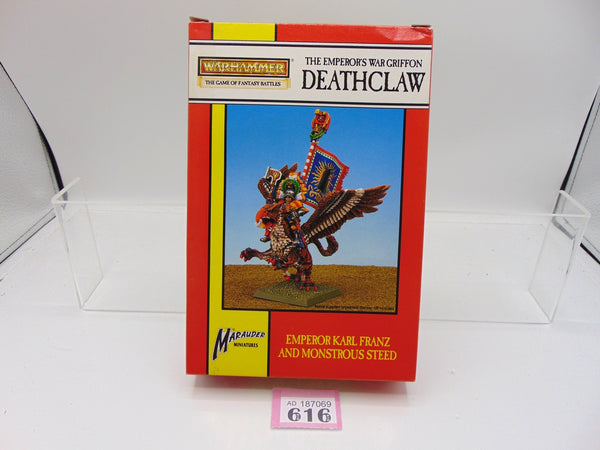 WARHAMMER
THE GAME OF FANTASY BATTLES
THE EMPEROR'S WAR GRIFFON
DEATHCLAW
MARAUDER
MINIATURES
EMPEROR KARL FRANZ
AND MONSTROUS STEED
AD 187069
616